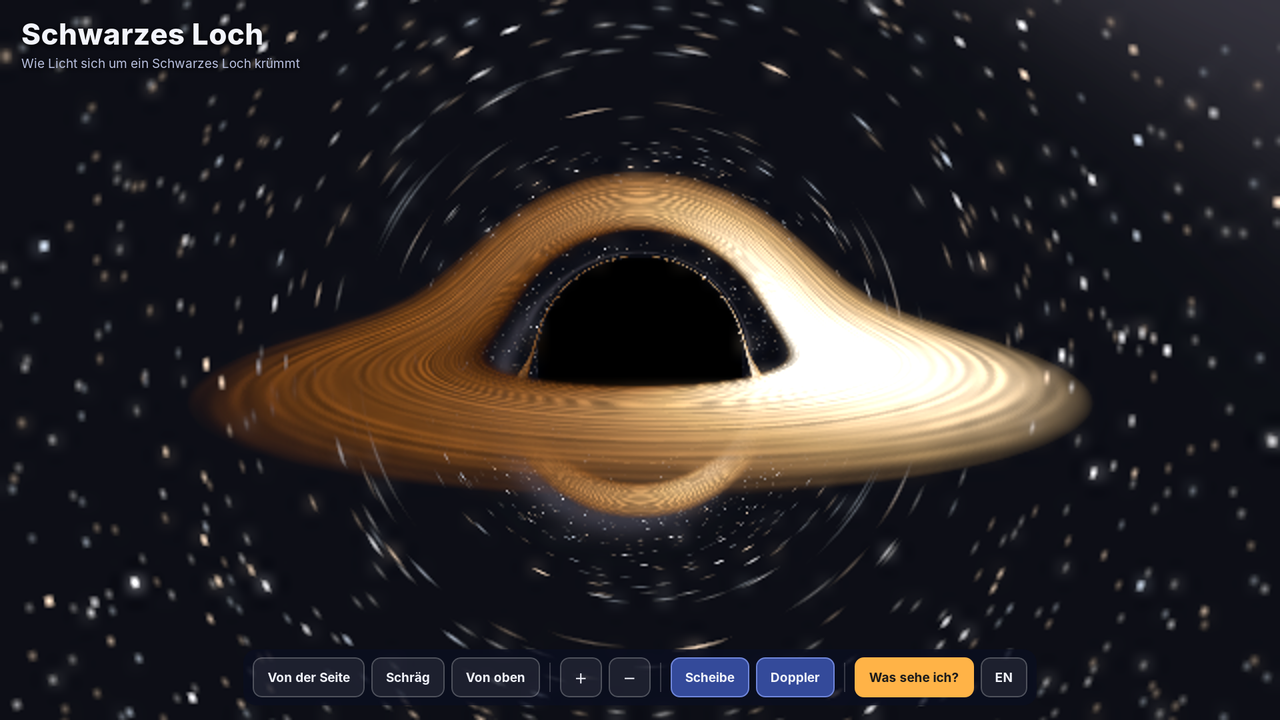 Schwarzes Loch
Wie Licht sich um ein Schwarzes Loch krümmt
Von der Seite
Schräg
Von oben
+
−
Scheibe
Doppler
Was sehe ich?
EN